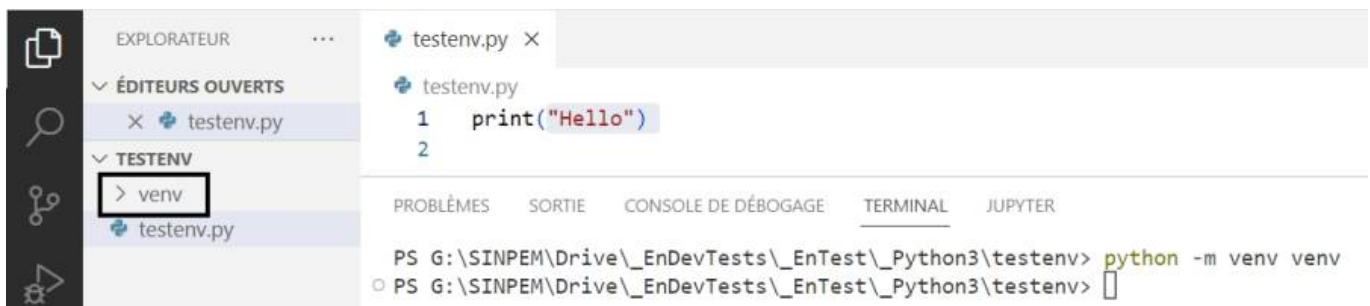 EXPLORATEUR ...
ÉDITEURS OUVERTS
testenv.py
TESTENV
venv
testenv.py
testenv.py
testenv.py
1 print("Hello")
2
PROBLÈMES SORTIE CONSOLE DE DÉBOGAGE TERMINAL JUPYTER
PS G:\SINPEM\Drive\_EnDevTests\_EnTest\_Python3\testenv> python -m venv venv
PS G:\SINPEM\Drive\_EnDevTests\_EnTest\_Python3\testenv>